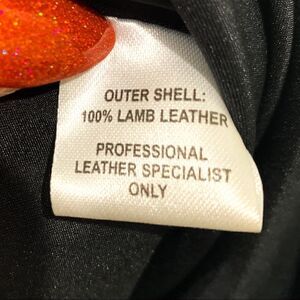 OUTER SHELL:
100% LAMB LEATHER
PROFESSIONAL
LEATHER SPECIALIST
ONLY